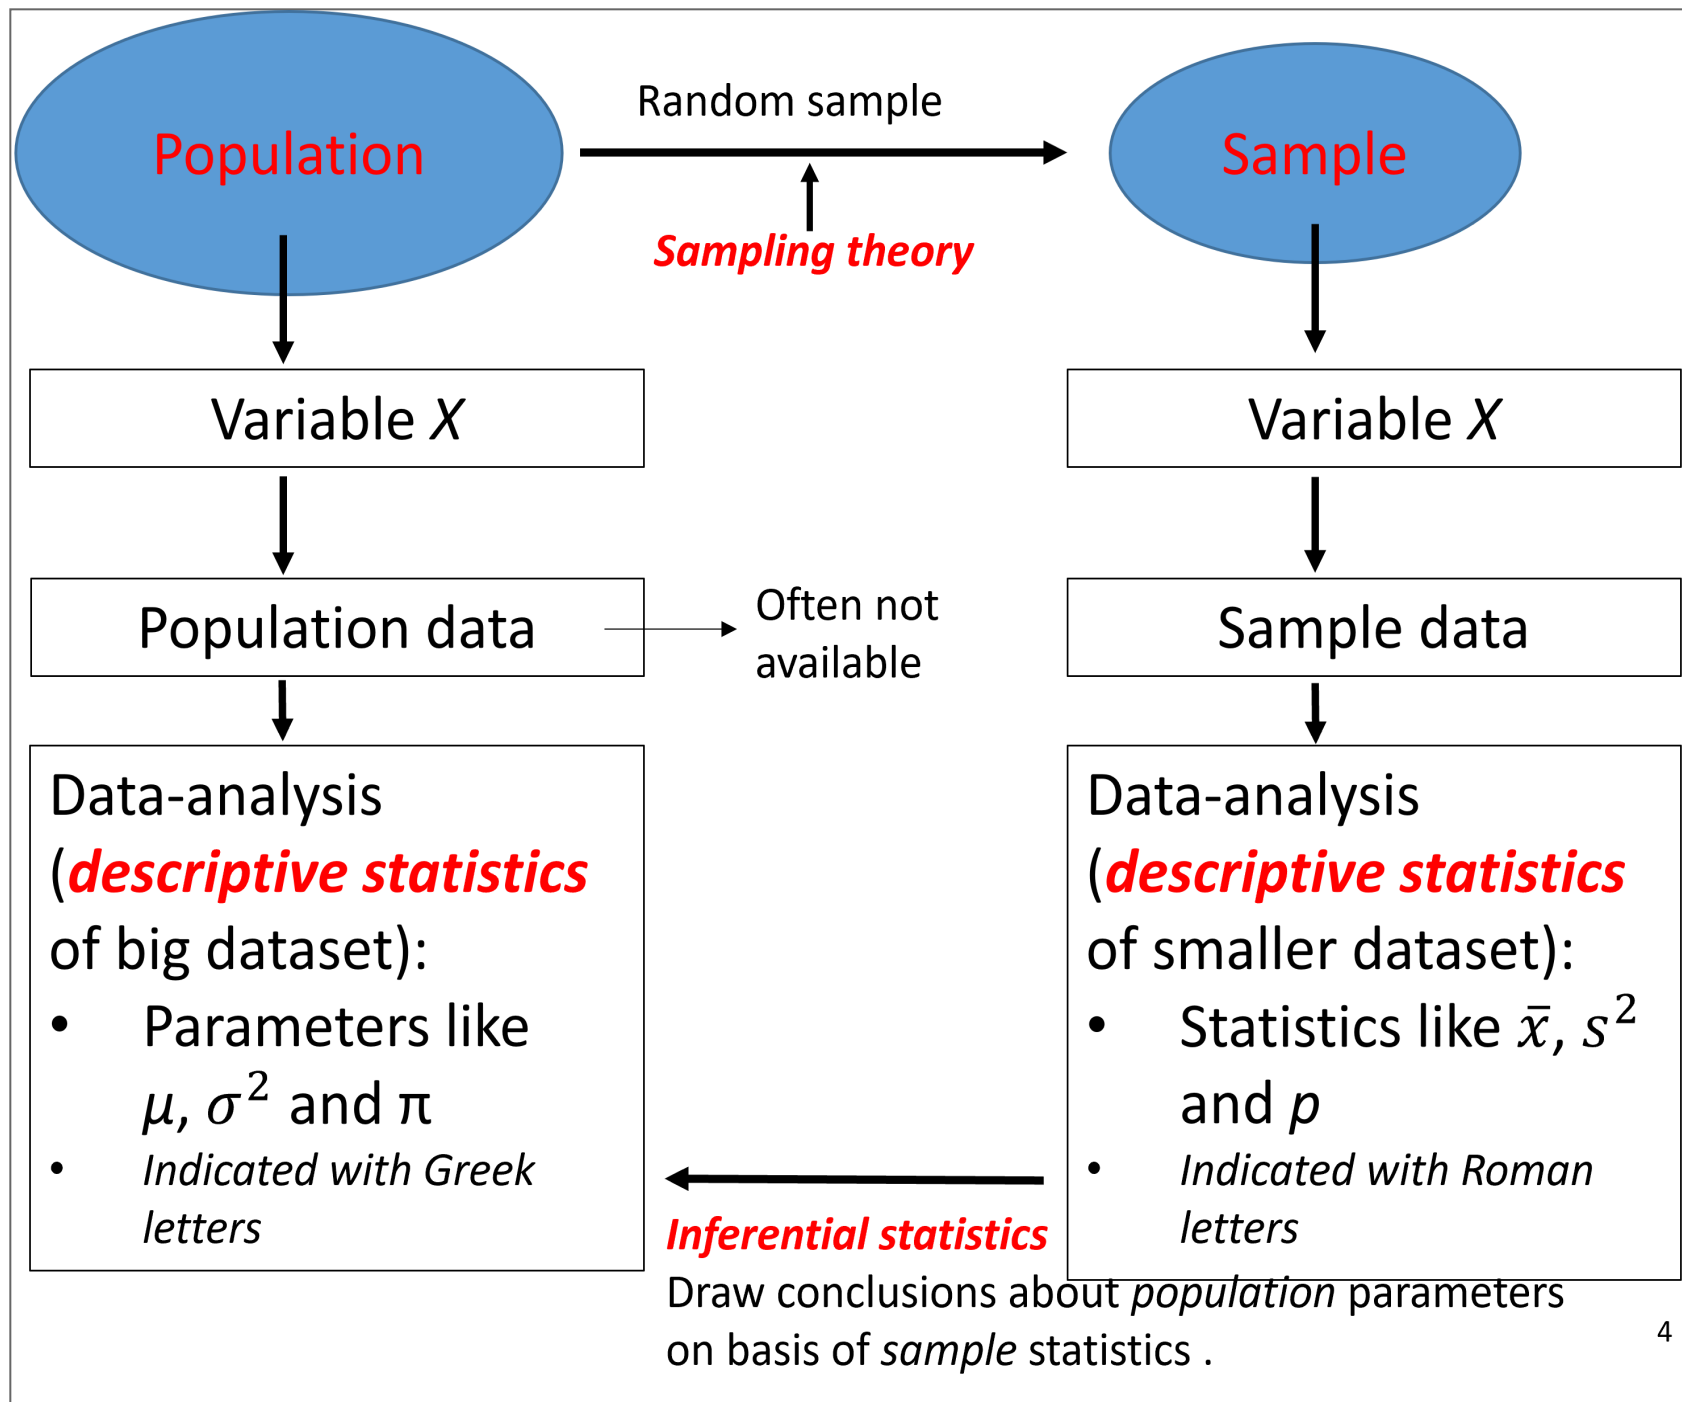 Population
Random sample
Sample
Sampling theory
Variable X
Variable X
Population data
Often not
available
Sample data
Data-analysis
(descriptive statistics
of big dataset):
• Parameters like
μ, σ² and π
• Indicated with Greek
letters
Data-analysis
(descriptive statistics
of smaller dataset):
• Statistics like x̄, s²
and p
• Indicated with Roman
letters
Inferential statistics
Draw conclusions about population parameters
on basis of sample statistics .
4